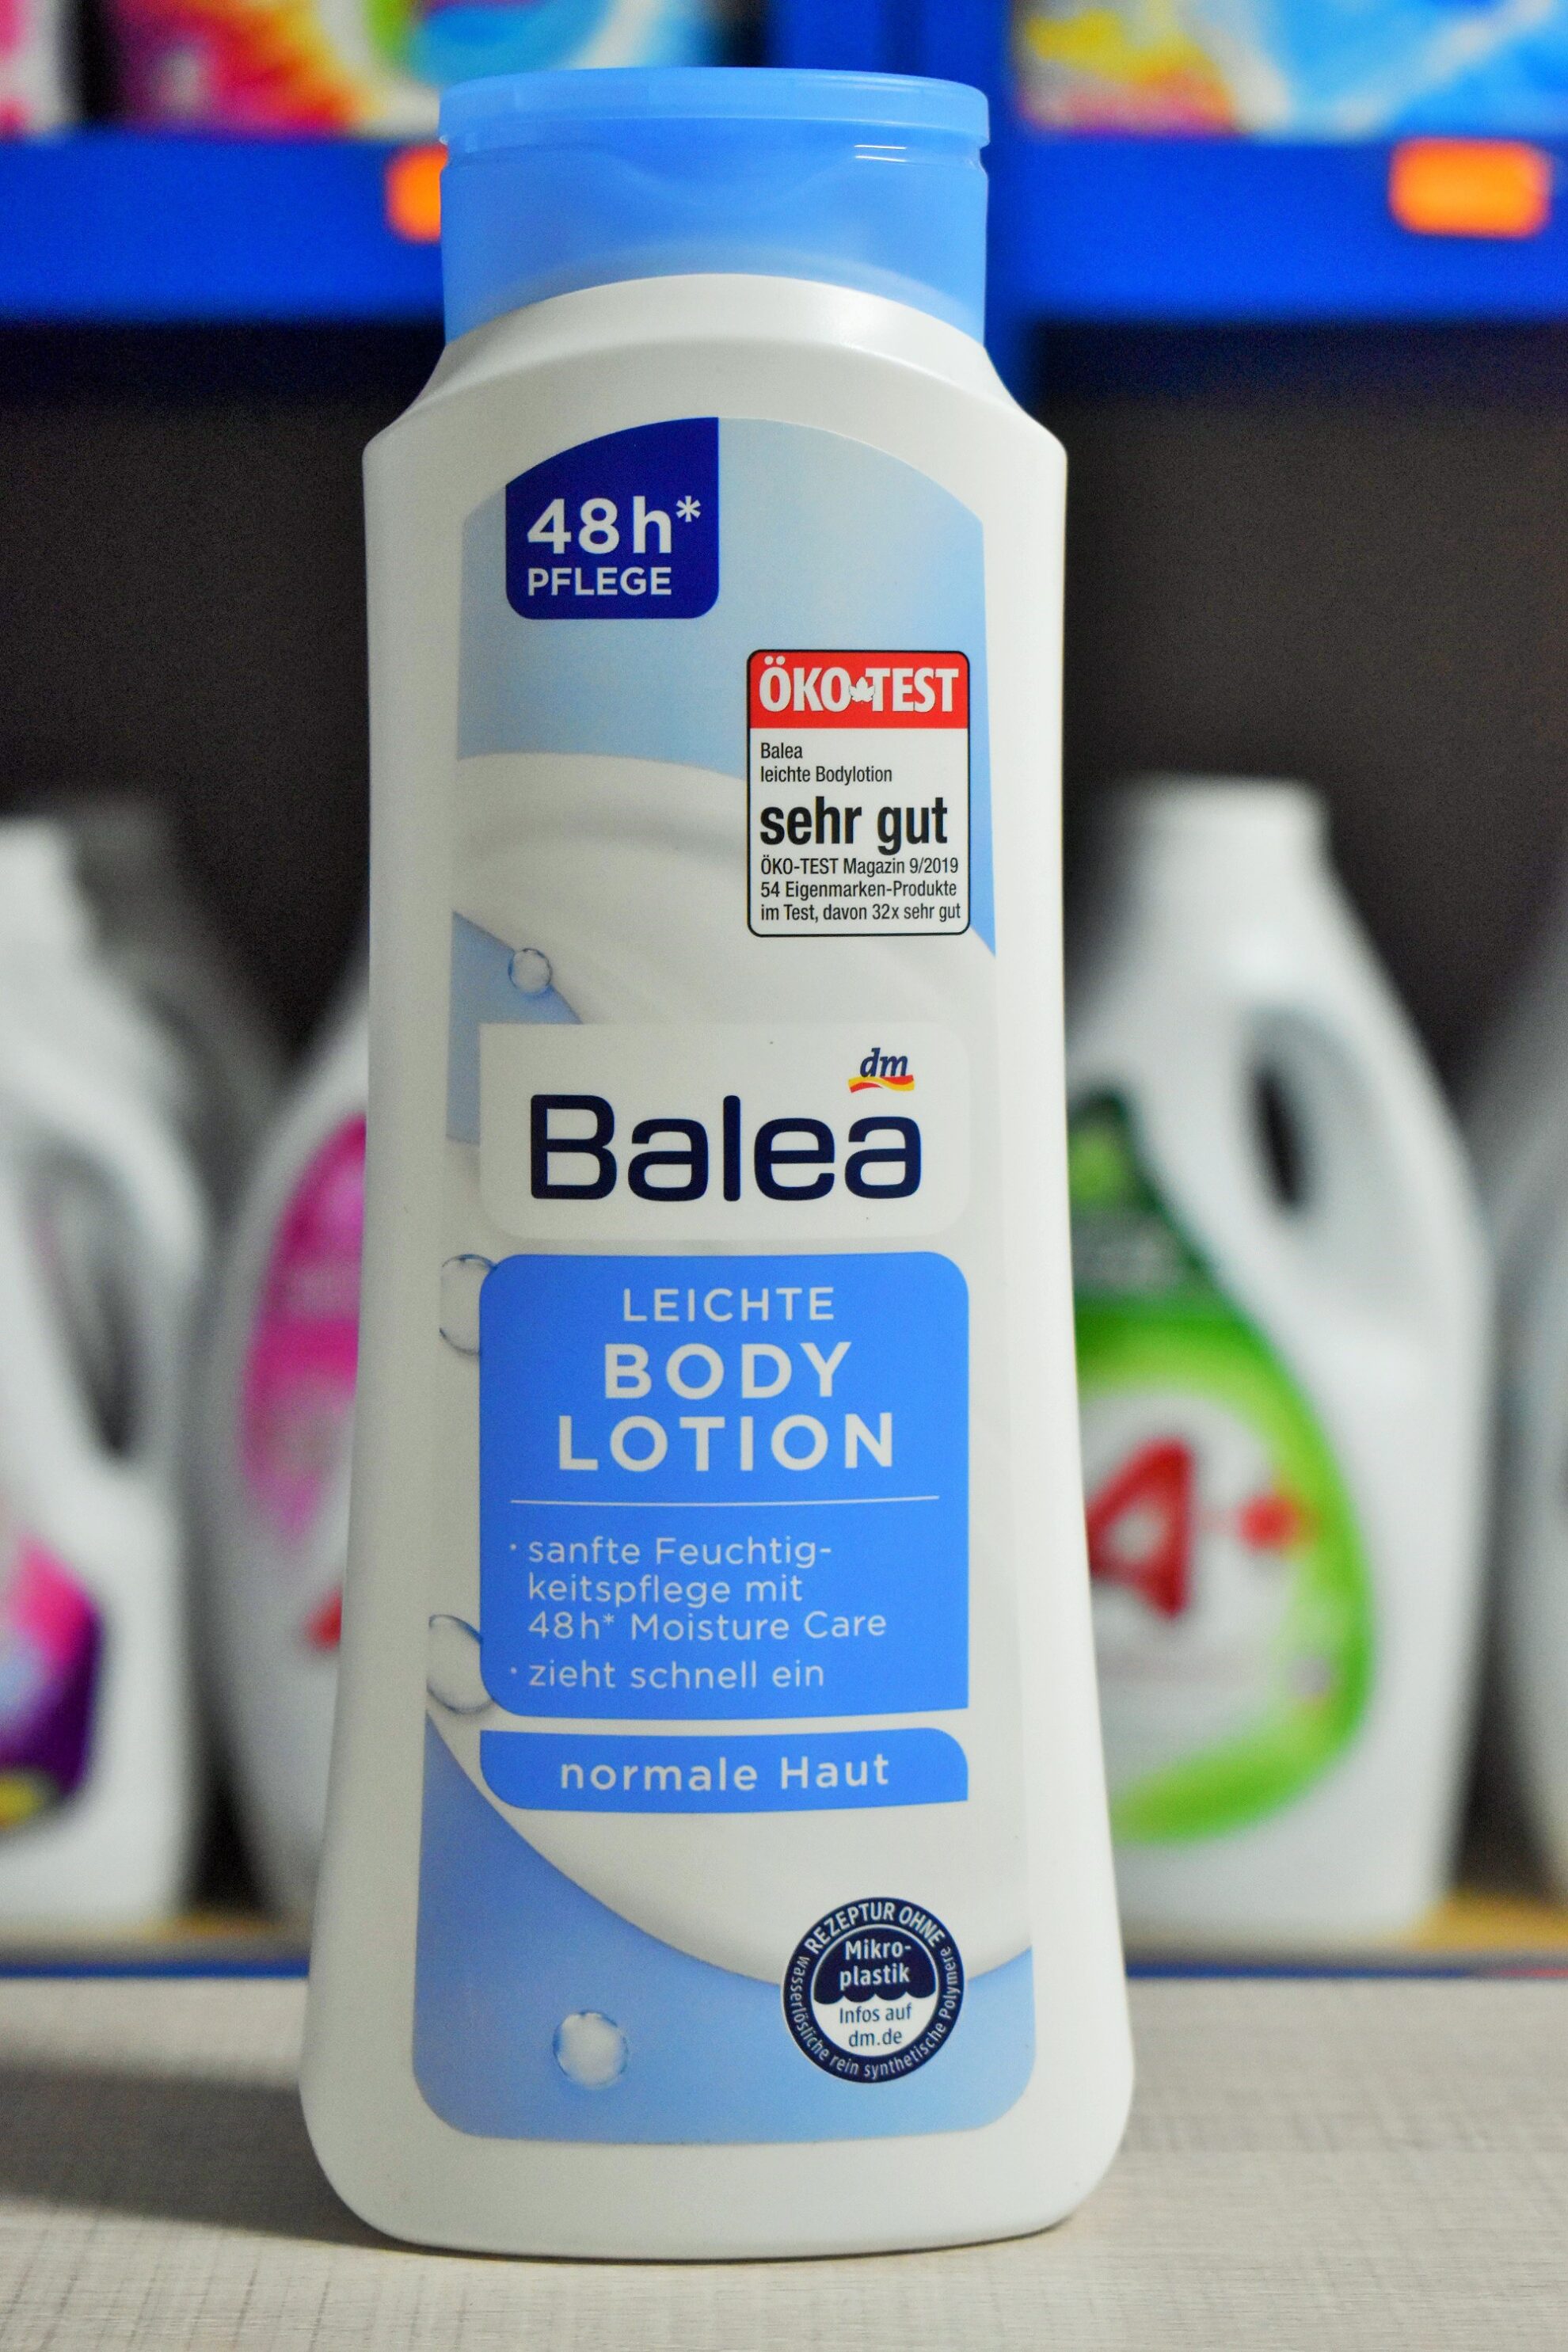 48h*
PFLEGE
ÖKO-TEST
Balea
leichte Bodylotion
sehr gut
ÖKO-TEST Magazin 9/2019
54 Eigenmarken-Produkte
im Test, davon 32x sehr gut
dm
Balea
LEICHTE
BODY
LOTION
· sanfte Feuchtig-
keitspflege mit
48h* Moisture Care
· zieht schnell ein
normale Haut
REZEPTUR OHNE
Mikro-
plastik
Infos auf
dm.de
wasserlösliche rein synthetische Polymere